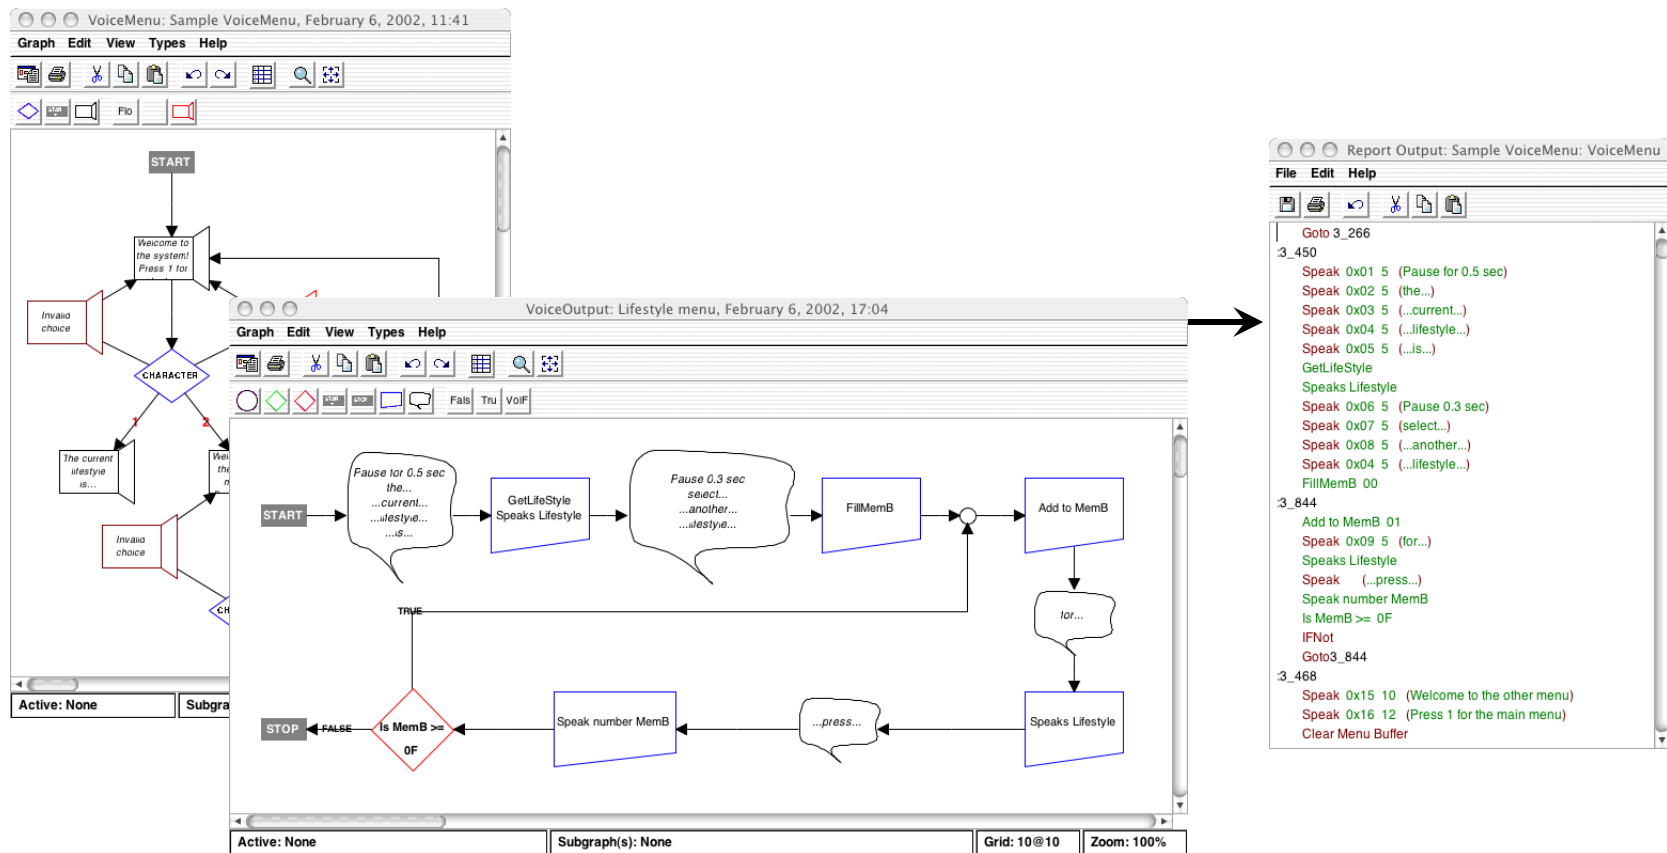 VoiceMenu: Sample VoiceMenu, February 6, 2002, 11:41
Graph Edit View Types Help
START STOP
Flo
START
Welcome to
the system!
Press 1 for
Invalid
choice
CHARACTER
1
2
The current
lifestyle
is...
Invalid
choice
Active: None
VoiceOutput: Lifestyle menu, February 6, 2002, 17:04
Graph Edit View Types Help
START STOP
Fals Tru VoiF
START
Pause for 0.5 sec
the...
...current...
...lifestyle...
...is...
GetLifeStyle
Speaks Lifestyle
Pause 0.3 sec
select...
...another...
...lifestyle...
FillMemB
Add to MemB
for...
Speaks Lifestyle
...press...
Speak number MemB
Is MemB >=
0F
TRUE
FALSE
STOP
Active: None
Subgraph(s): None
Grid: 10@10
Zoom: 100%
Report Output: Sample VoiceMenu: VoiceMenu
File Edit Help
Goto 3_266
:3_450
Speak 0x01 5 (Pause for 0.5 sec)
Speak 0x02 5 (the...)
Speak 0x03 5 (...current...)
Speak 0x04 5 (...lifestyle...)
Speak 0x05 5 (...is...)
GetLifeStyle
Speaks Lifestyle
Speak 0x06 5 (Pause 0.3 sec)
Speak 0x07 5 (select...)
Speak 0x08 5 (...another...)
Speak 0x04 5 (...lifestyle...)
FillMemB 00
:3_844
Add to MemB 01
Speak 0x09 5 (for...)
Speaks Lifestyle
Speak (...press...)
Speak number MemB
Is MemB >= 0F
IFNot
Goto3_844
:3_468
Speak 0x15 10 (Welcome to the other menu)
Speak 0x16 12 (Press 1 for the main menu)
Clear Menu Buffer